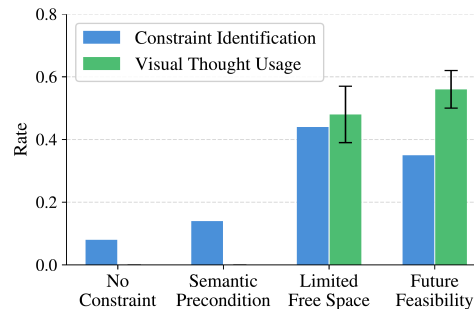 0.8
Constraint Identification
Visual Thought Usage
0.6
0.4
0.2
0.0
Rate
No
Constraint
Semantic
Precondition
Limited
Free Space
Future
Feasibility